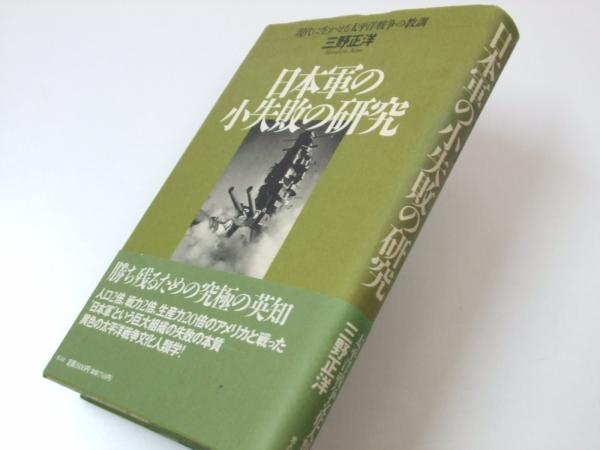 現代に生かせる太平洋戦争の教訓
三野正洋
日本軍の
小失敗の研究
勝ち残るための究極の英知
人口2倍、戦力2倍、生産力20倍のアメリカと戦った
"日本軍"という巨大組織の失敗の本質
異色の太平洋戦争文化人類学!
日本軍の小失敗の研究
三野正洋